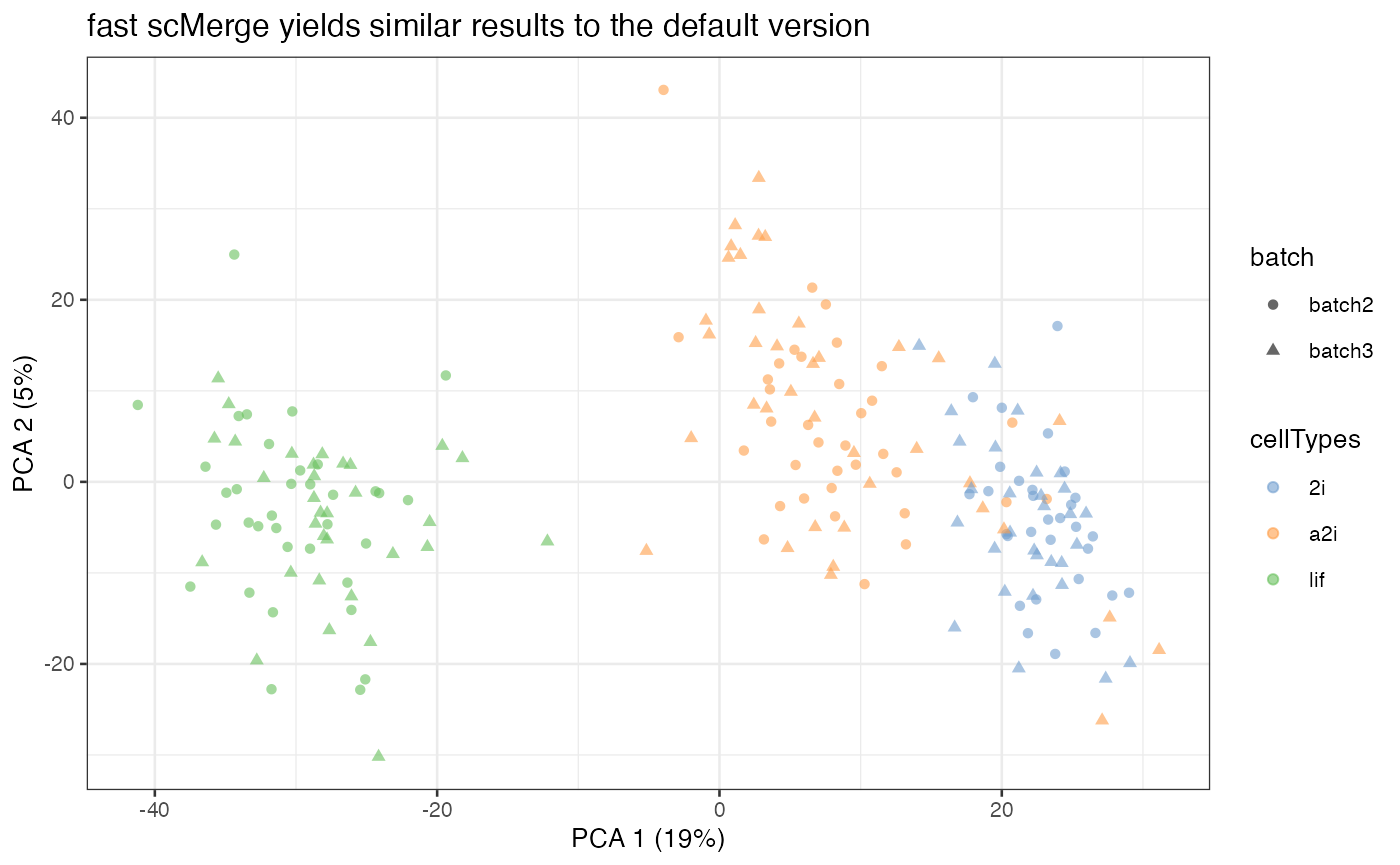 fast scMerge yields similar results to the default version
40
20
0
-20
PCA 2 (5%)
-40
-20
0
20
PCA 1 (19%)
batch
batch2
batch3
cellTypes
2i
a2i
lif